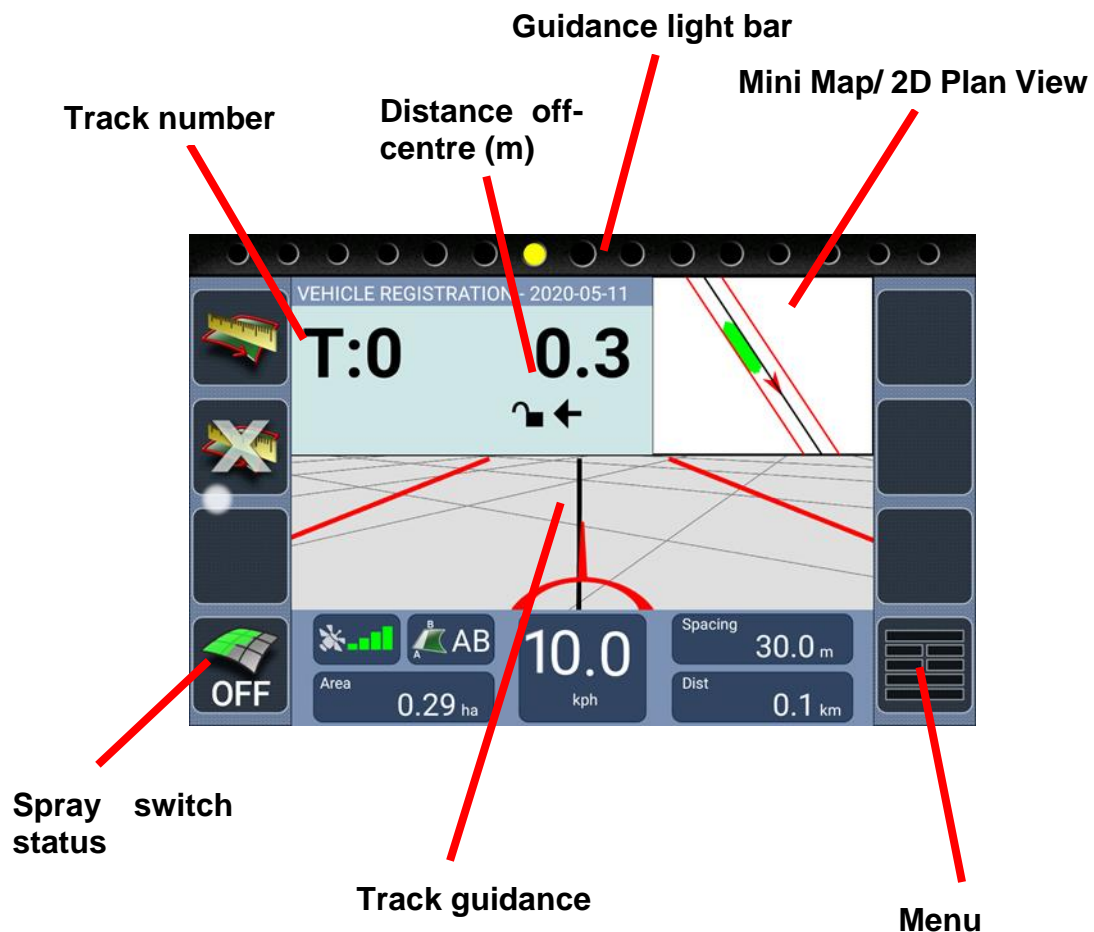 Guidance light bar
Mini Map/ 2D Plan View
Track number
Distance off-
centre (m)
VEHICLE REGISTRATION - 2020-05-11
T:0
0.3
B
A
AB
10.0
kph
Spacing
30.0 m
OFF
Area
0.29 ha
Dist
0.1 km
Spray switch
status
Track guidance
Menu